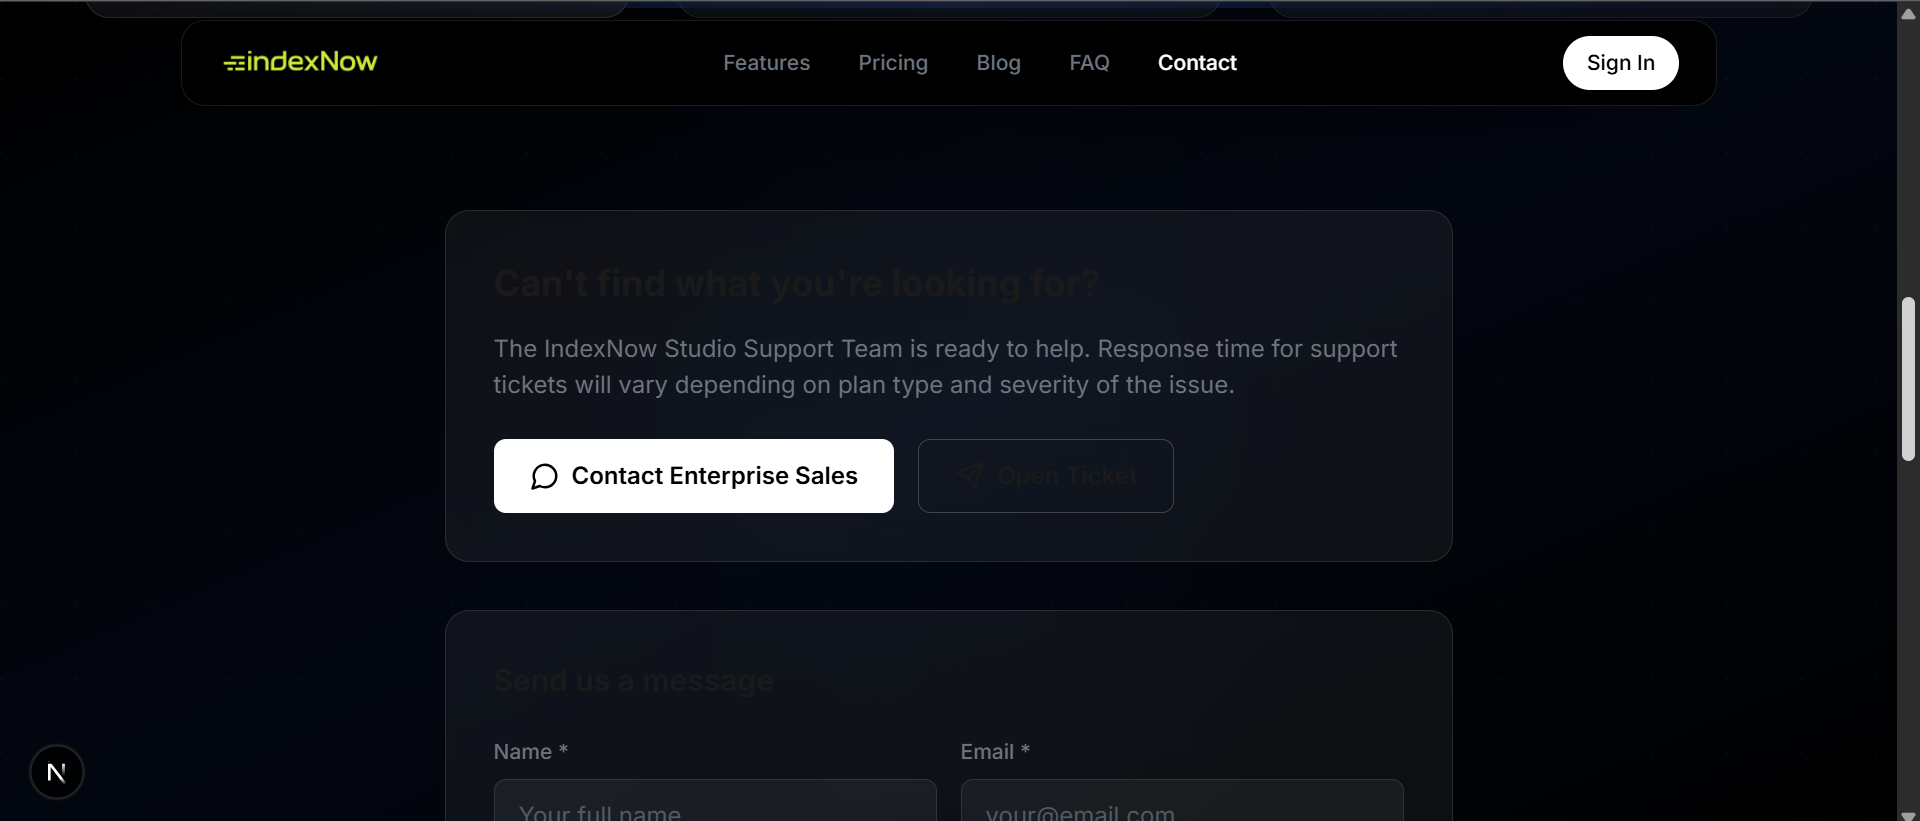 indexNow
Features
Pricing
Blog
FAQ
Contact
Sign In
Can't find what you're looking for?
The IndexNow Studio Support Team is ready to help. Response time for support
tickets will vary depending on plan type and severity of the issue.
Contact Enterprise Sales
Open Ticket
Send us a message
Name *
Email *
Your full name
your@email.com
N